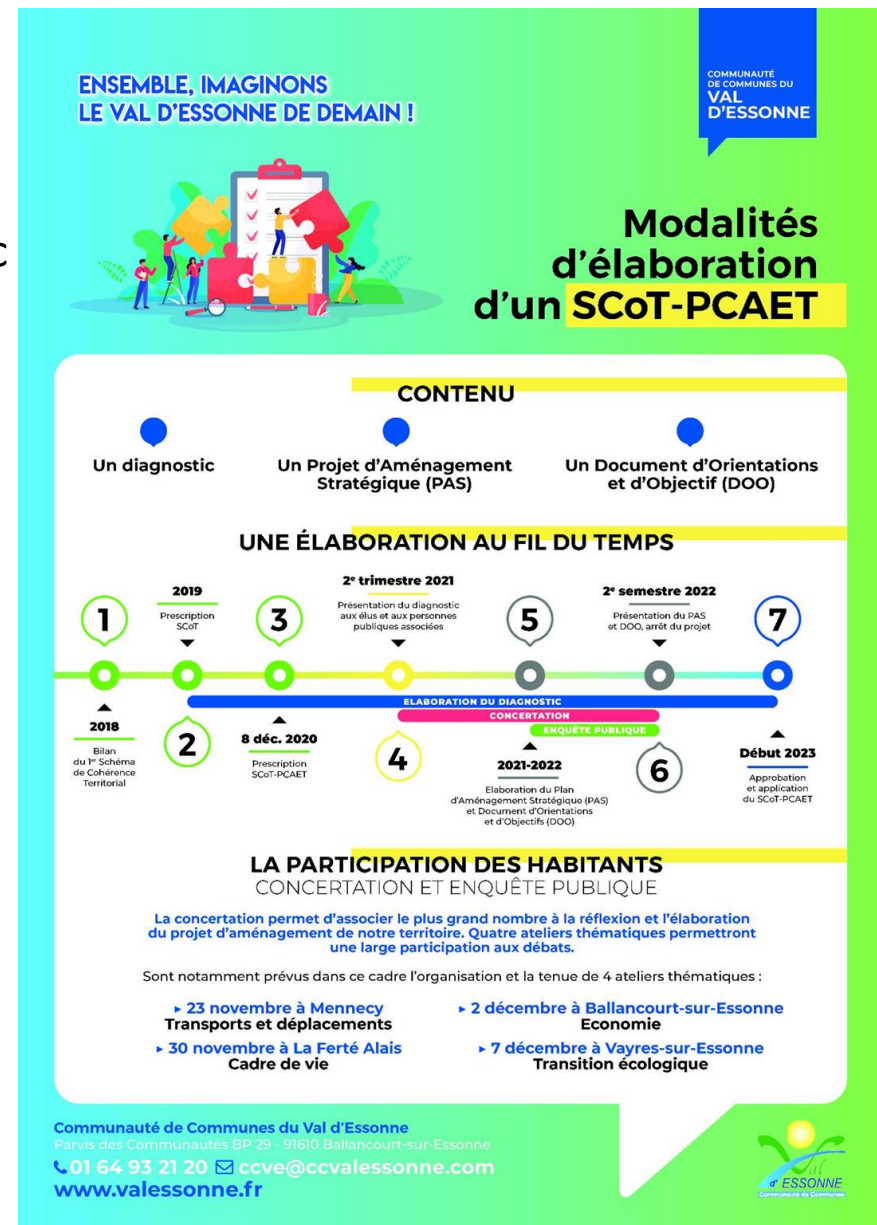 C
ENSEMBLE, IMAGINONS
LE VAL D'ESSONNE DE DEMAIN !
COMMUNAUTÉ
DE COMMUNES DU
VAL
D'ESSONNE
Modalités
d'élaboration
d'un SCoT-PCAET
CONTENU
Un diagnostic
Un Projet d'Aménagement
Stratégique (PAS)
Un Document d'Orientations
et d'Objectif (DOO)
UNE ÉLABORATION AU FIL DU TEMPS
1
2018
Bilan
du 1er Schéma
de Cohérence
Territorial
2019
Prescription
SCoT
2
3
8 déc. 2020
Prescription
SCoT-PCAET
2e trimestre 2021
Présentation du diagnostic
aux élus et aux personnes
publiques associées
4
5
2021-2022
Elaboration du Plan
d'Aménagement Stratégique (PAS)
et Document d'Orientations
et d'Objectifs (DOO)
2e semestre 2022
Présentation du PAS
et DOO, arrêt du projet
6
7
Début 2023
Approbation
et application
du SCoT-PCAET
ELABORATION DU DIAGNOSTIC
CONCERTATION
ENQUÊTE PUBLIQUE
LA PARTICIPATION DES HABITANTS
CONCERTATION ET ENQUÊTE PUBLIQUE
La concertation permet d'associer le plus grand nombre à la réflexion et l'élaboration
du projet d'aménagement de notre territoire. Quatre ateliers thématiques permettront
une large participation aux débats.
Sont notamment prévus dans ce cadre l'organisation et la tenue de 4 ateliers thématiques :
▸ 23 novembre à Mennecy
Transports et déplacements
▸ 30 novembre à La Ferté Alais
Cadre de vie
▸ 2 décembre à Ballancourt-sur-Essonne
Economie
▸ 7 décembre à Vayres-sur-Essonne
Transition écologique
Communauté de Communes du Val d'Essonne
Parvis des Communautés BP 29 - 91610 Ballancourt-sur-Essonne
01 64 93 21 20 ccve@ccvalessonne.com
www.valessonne.fr
Val
d' ESSONNE
Communauté de Communes